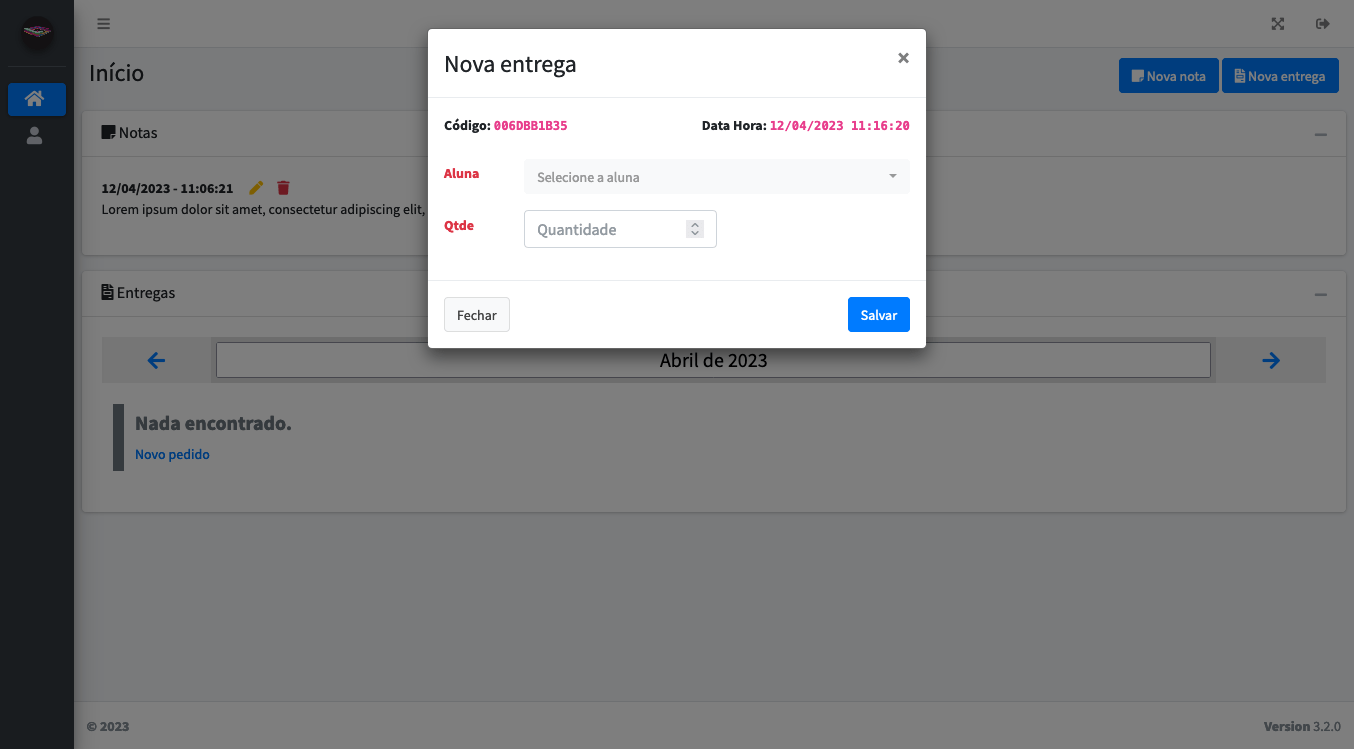 Nova entrega
×
Início
Nova nota
Nova entrega
Código: 006DBB1B35
Data Hora: 12/04/2023 11:16:20
Notas
Aluna
Selecione a aluna
12/04/2023 - 11:06:21
Lorem ipsum dolor sit amet, consectetur adipiscing elit,
Qtde
Quantidade
Entregas
Fechar
Salvar
Abril de 2023
Nada encontrado.
Novo pedido
© 2023
Version 3.2.0